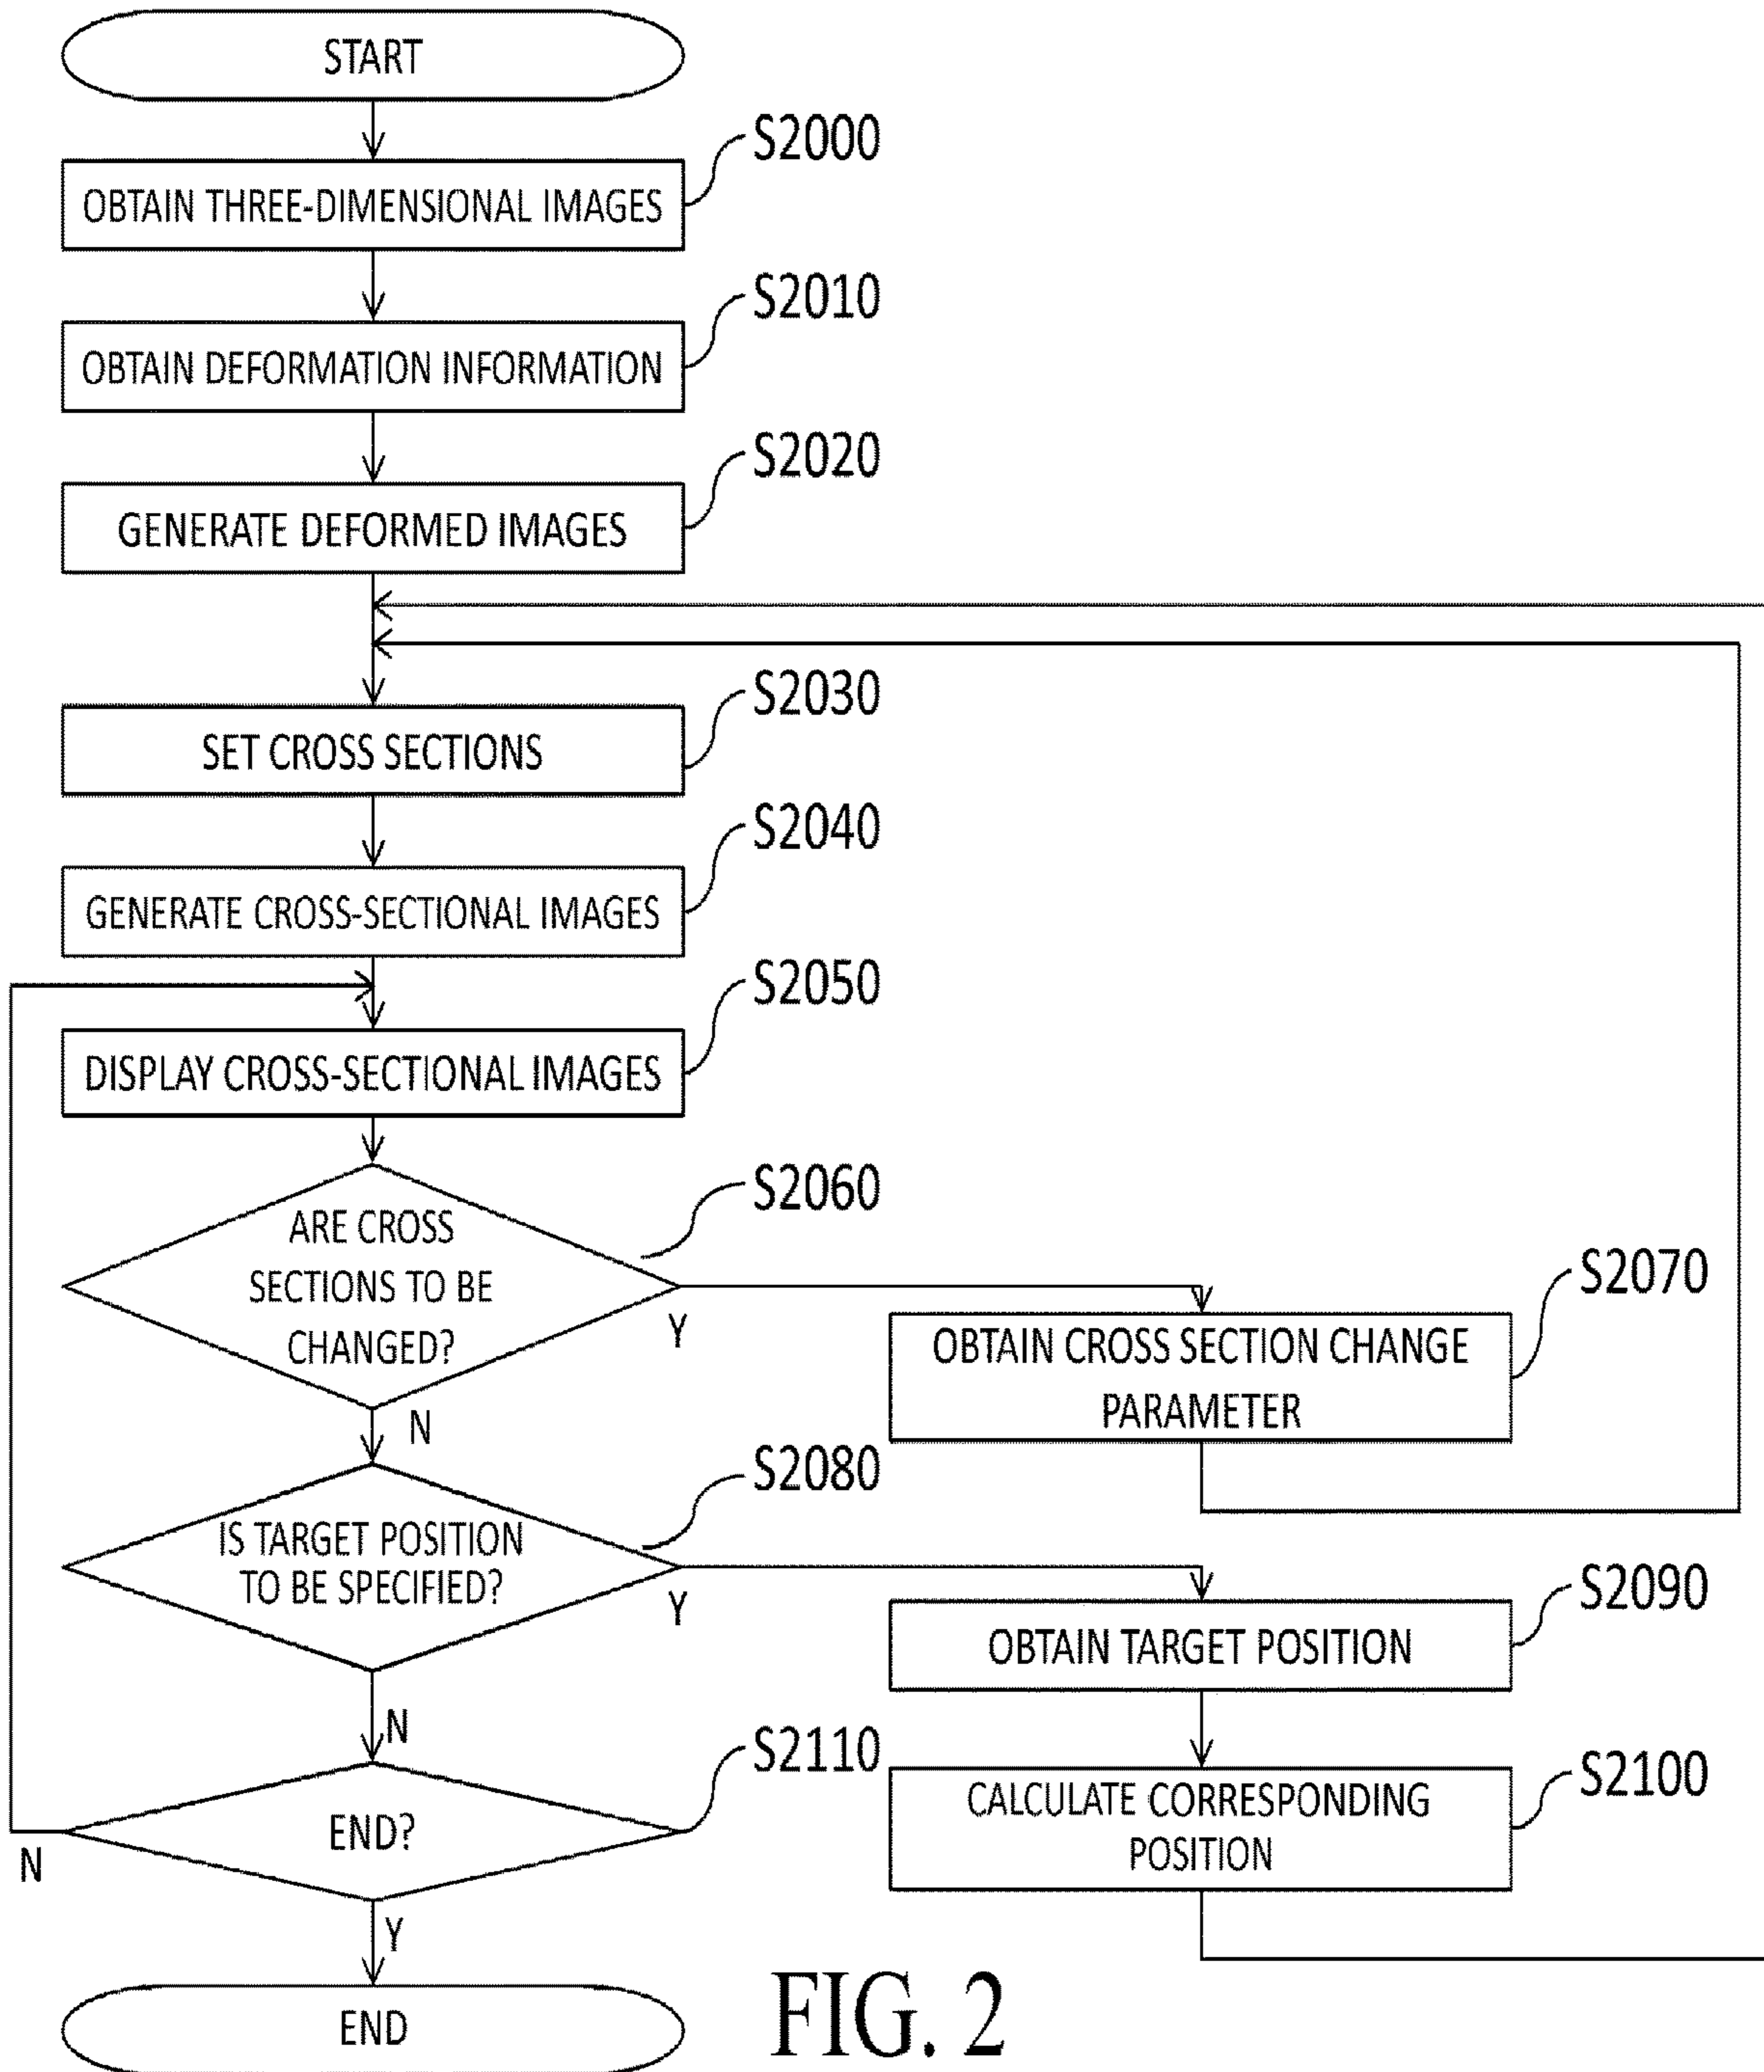 START
S2000
OBTAIN THREE-DIMENSIONAL IMAGES
S2010
OBTAIN DEFORMATION INFORMATION
S2020
GENERATE DEFORMED IMAGES
S2030
SET CROSS SECTIONS
S2040
GENERATE CROSS-SECTIONAL IMAGES
S2050
DISPLAY CROSS-SECTIONAL IMAGES
S2060
ARE CROSS
SECTIONS TO BE
CHANGED?
Y
N
S2070
OBTAIN CROSS SECTION CHANGE
PARAMETER
S2080
IS TARGET POSITION
TO BE SPECIFIED?
Y
N
S2090
OBTAIN TARGET POSITION
S2100
CALCULATE CORRESPONDING
POSITION
S2110
END?
N
Y
END
FIG. 2